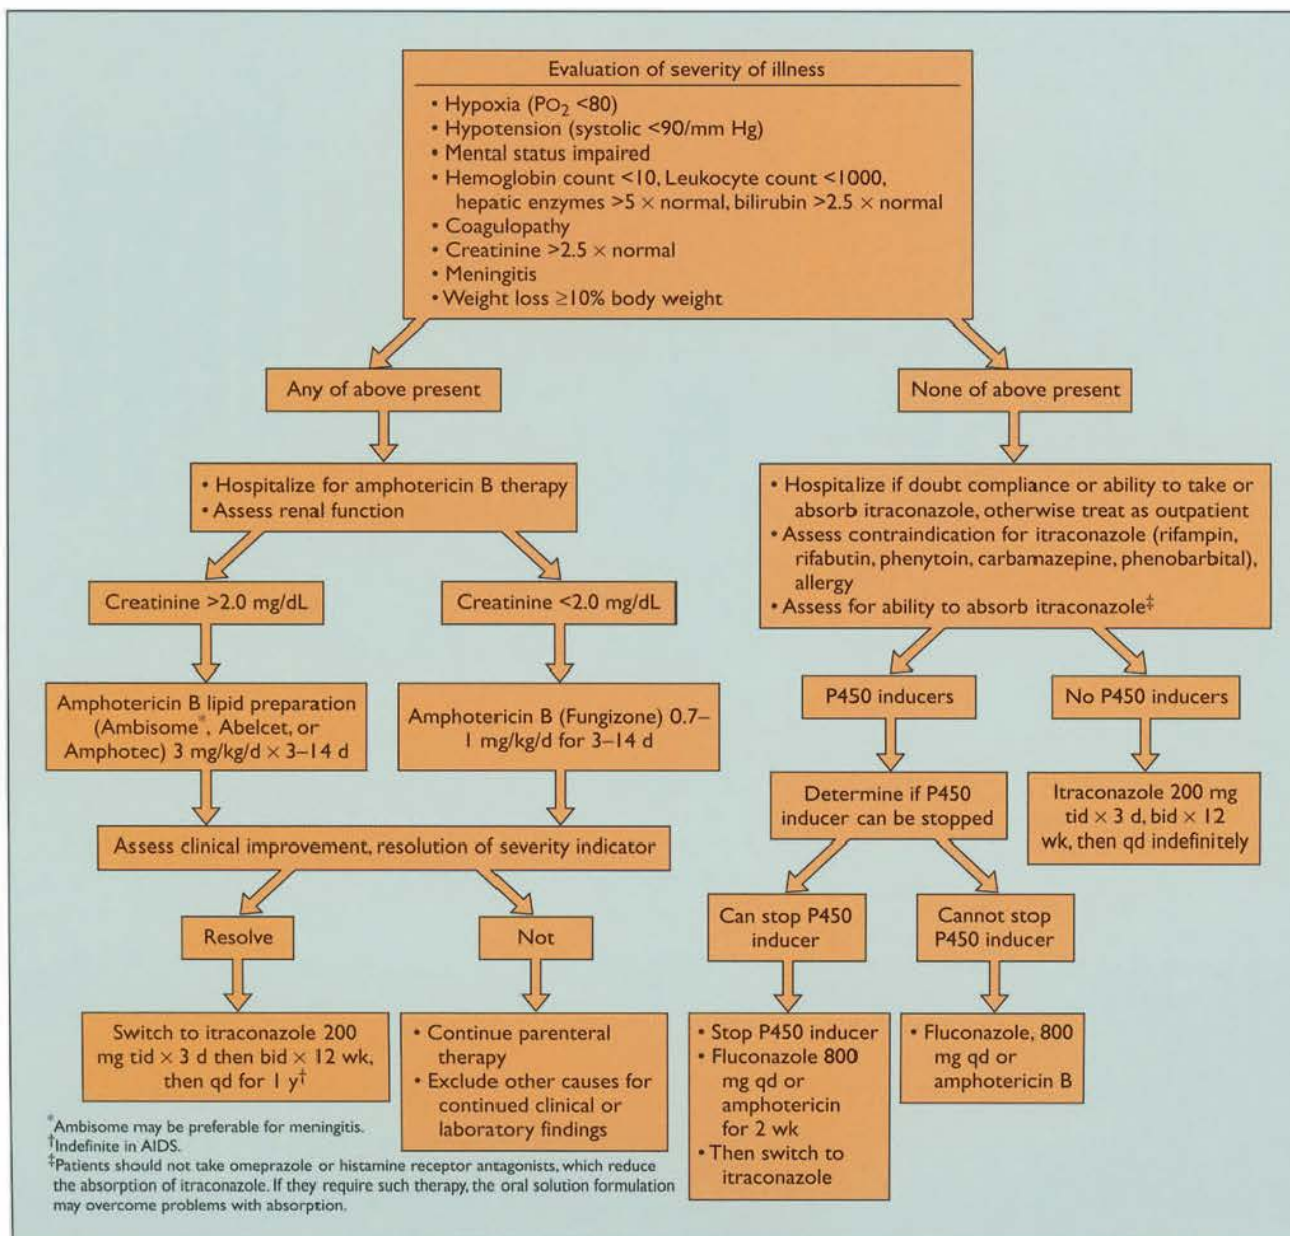 Evaluation of severity of illness
• Hypoxia (PO₂ <80)
• Hypotension (systolic <90/mm Hg)
• Mental status impaired
• Hemoglobin count <10, Leukocyte count <1000,
hepatic enzymes >5 × normal, bilirubin >2.5 × normal
• Coagulopathy
• Creatinine >2.5 × normal
• Meningitis
• Weight loss ≥10% body weight
Any of above present
None of above present
• Hospitalize for amphotericin B therapy
• Assess renal function
• Hospitalize if doubt compliance or ability to take or
absorb itraconazole, otherwise treat as outpatient
• Assess contraindication for itraconazole (rifampin,
rifabutin, phenytoin, carbamazepine, phenobarbital),
allergy
• Assess for ability to absorb itraconazole‡
Creatinine >2.0 mg/dL
Creatinine <2.0 mg/dL
P450 inducers
No P450 inducers
Amphotericin B lipid preparation
(Ambisome*, Abelcet, or
Amphotec) 3 mg/kg/d × 3–14 d
Amphotericin B (Fungizone) 0.7–
1 mg/kg/d for 3–14 d
Determine if P450
inducer can be stopped
Itraconazole 200 mg
tid × 3 d, bid × 12
wk, then qd indefinitely
Assess clinical improvement, resolution of severity indicator
Resolve
Not
Can stop P450
inducer
Cannot stop
P450 inducer
Switch to itraconazole 200
mg tid × 3 d then bid × 12 wk,
then qd for 1 y†
• Continue parenteral
therapy
• Exclude other causes for
continued clinical or
laboratory findings
• Stop P450 inducer
• Fluconazole 800
mg qd or
amphotericin
for 2 wk
• Then switch to
itraconazole
• Fluconazole, 800
mg qd or
amphotericin B
*Ambisome may be preferable for meningitis.
†Indefinite in AIDS.
‡Patients should not take omeprazole or histamine receptor antagonists, which reduce
the absorption of itraconazole. If they require such therapy, the oral solution formulation
may overcome problems with absorption.